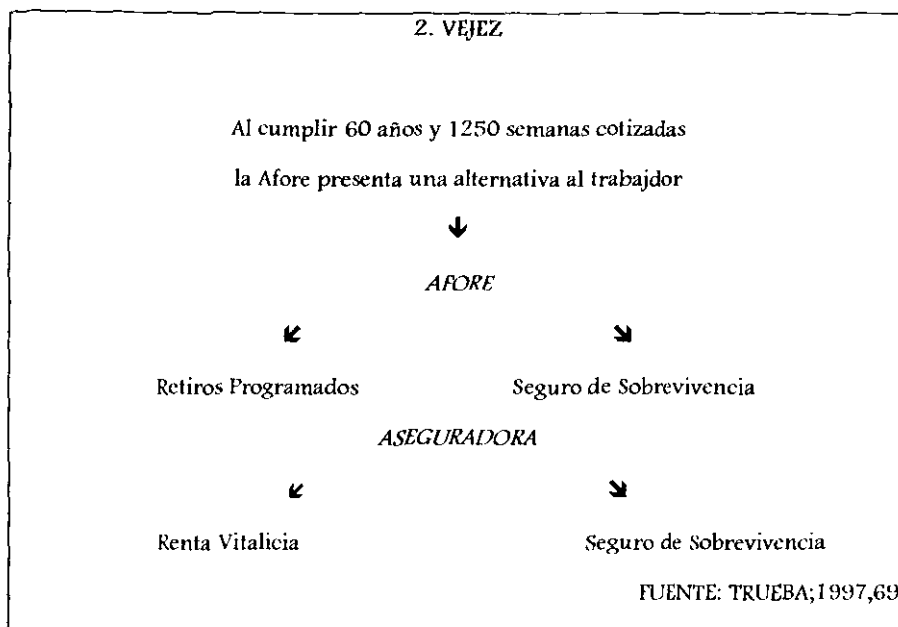 2. VEJEZ
Al cumplir 60 años y 1250 semanas cotizadas
la Afore presenta una alternativa al trabajdor
AFORE
Retiros Programados Seguro de Sobrevivencia
ASEGURADORA
Renta Vitalicia Seguro de Sobrevivencia
FUENTE: TRUEBA;1997,69